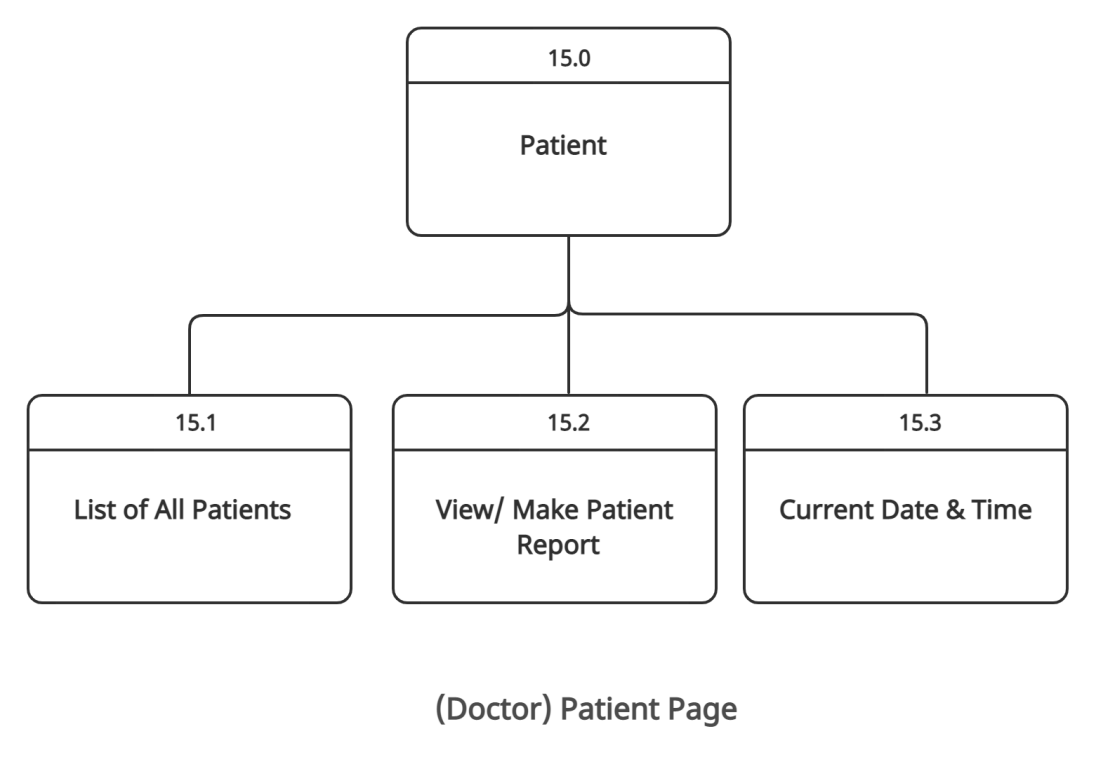 15.0
Patient
15.1
List of All Patients
15.2
View/ Make Patient
Report
15.3
Current Date & Time
(Doctor) Patient Page